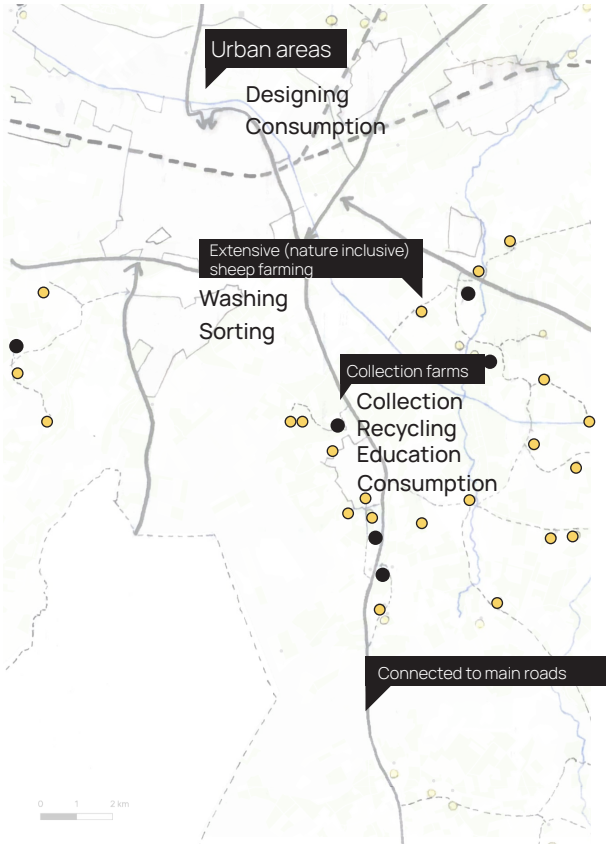 Urban areas
Designing
Consumption
Extensive (nature inclusive)
sheep farming
Washing
Sorting
Collection farms
Collection
Recycling
Education
Consumption
Connected to main roads
0 1 2 km